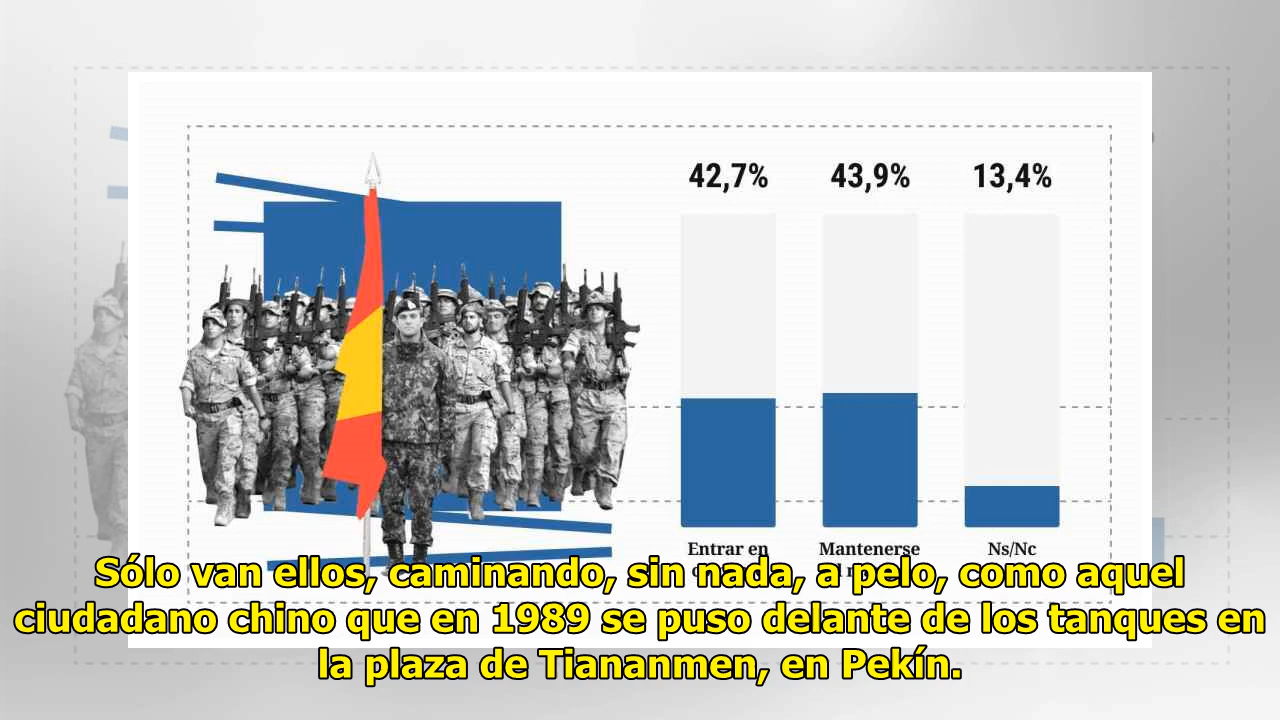 42,7% 43,9% 13,4%
Entrar en Mantenerse Ns/Nc
Sólo van ellos, caminando, sin nada, a pelo, como aquel
ciudadano chino que en 1989 se puso delante de los tanques en
la plaza de Tiananmen, en Pekín.